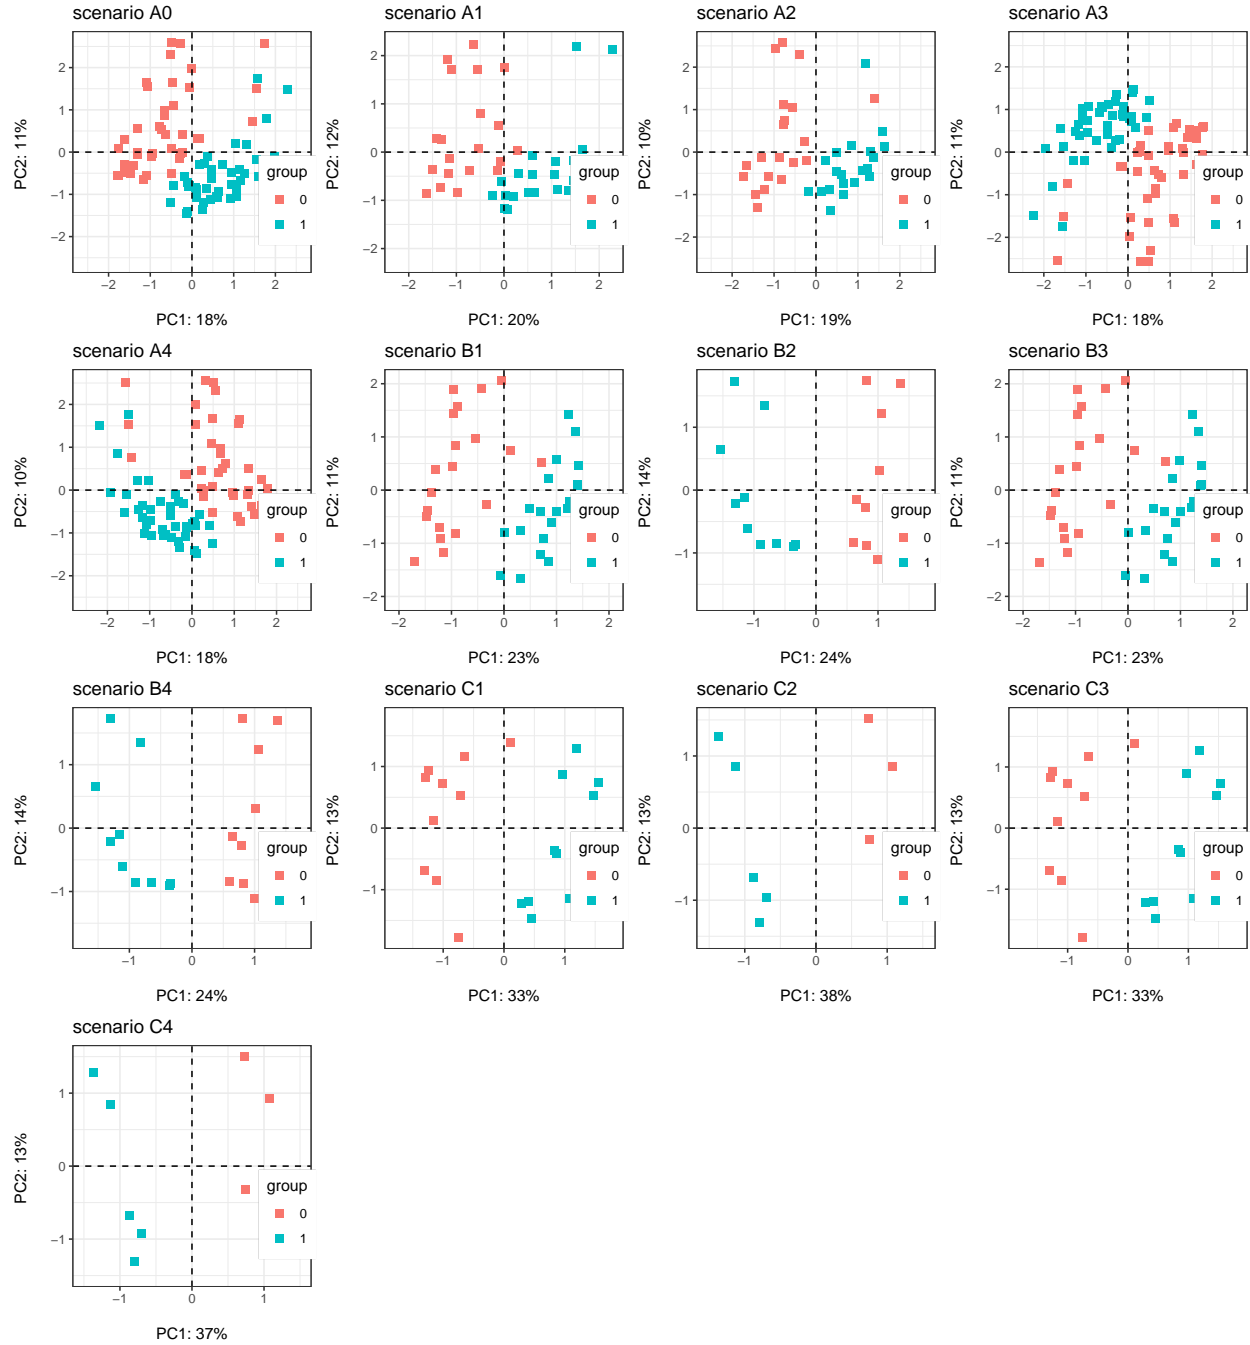 scenario A0
scenario A1
scenario A2
scenario A3
PC2: 11%
2
1
0
−1
−2
−2
−1
0
1
2
group
0
1
PC1: 18%
PC2: 12%
2
1
0
−1
−2
−2
−1
0
1
2
group
0
1
PC1: 20%
PC2: 10%
2
1
0
−1
−2
−2
−1
0
1
2
group
0
1
PC1: 19%
PC2: 11%
2
1
0
−1
−2
−2
−1
0
1
2
group
0
1
PC1: 18%
scenario A4
scenario B1
scenario B2
scenario B3
PC2: 10%
2
1
0
−1
−2
−2
−1
0
1
2
group
0
1
PC1: 18%
PC2: 11%
2
1
0
−1
−2
−2
−1
0
1
2
group
0
1
PC1: 23%
PC2: 14%
1
0
−1
−1
0
1
group
0
1
PC1: 24%
PC2: 11%
2
1
0
−1
−2
−2
−1
0
1
2
group
0
1
PC1: 23%
scenario B4
scenario C1
scenario C2
scenario C3
PC2: 14%
1
0
−1
−1
0
1
group
0
1
PC1: 24%
PC2: 13%
1
0
−1
−1
0
1
group
0
1
PC1: 33%
PC2: 13%
1
0
−1
−1
0
1
group
0
1
PC1: 38%
PC2: 13%
1
0
−1
−1
0
1
group
0
1
PC1: 33%
scenario C4
PC2: 13%
1
0
−1
−1
0
1
group
0
1
PC1: 37%